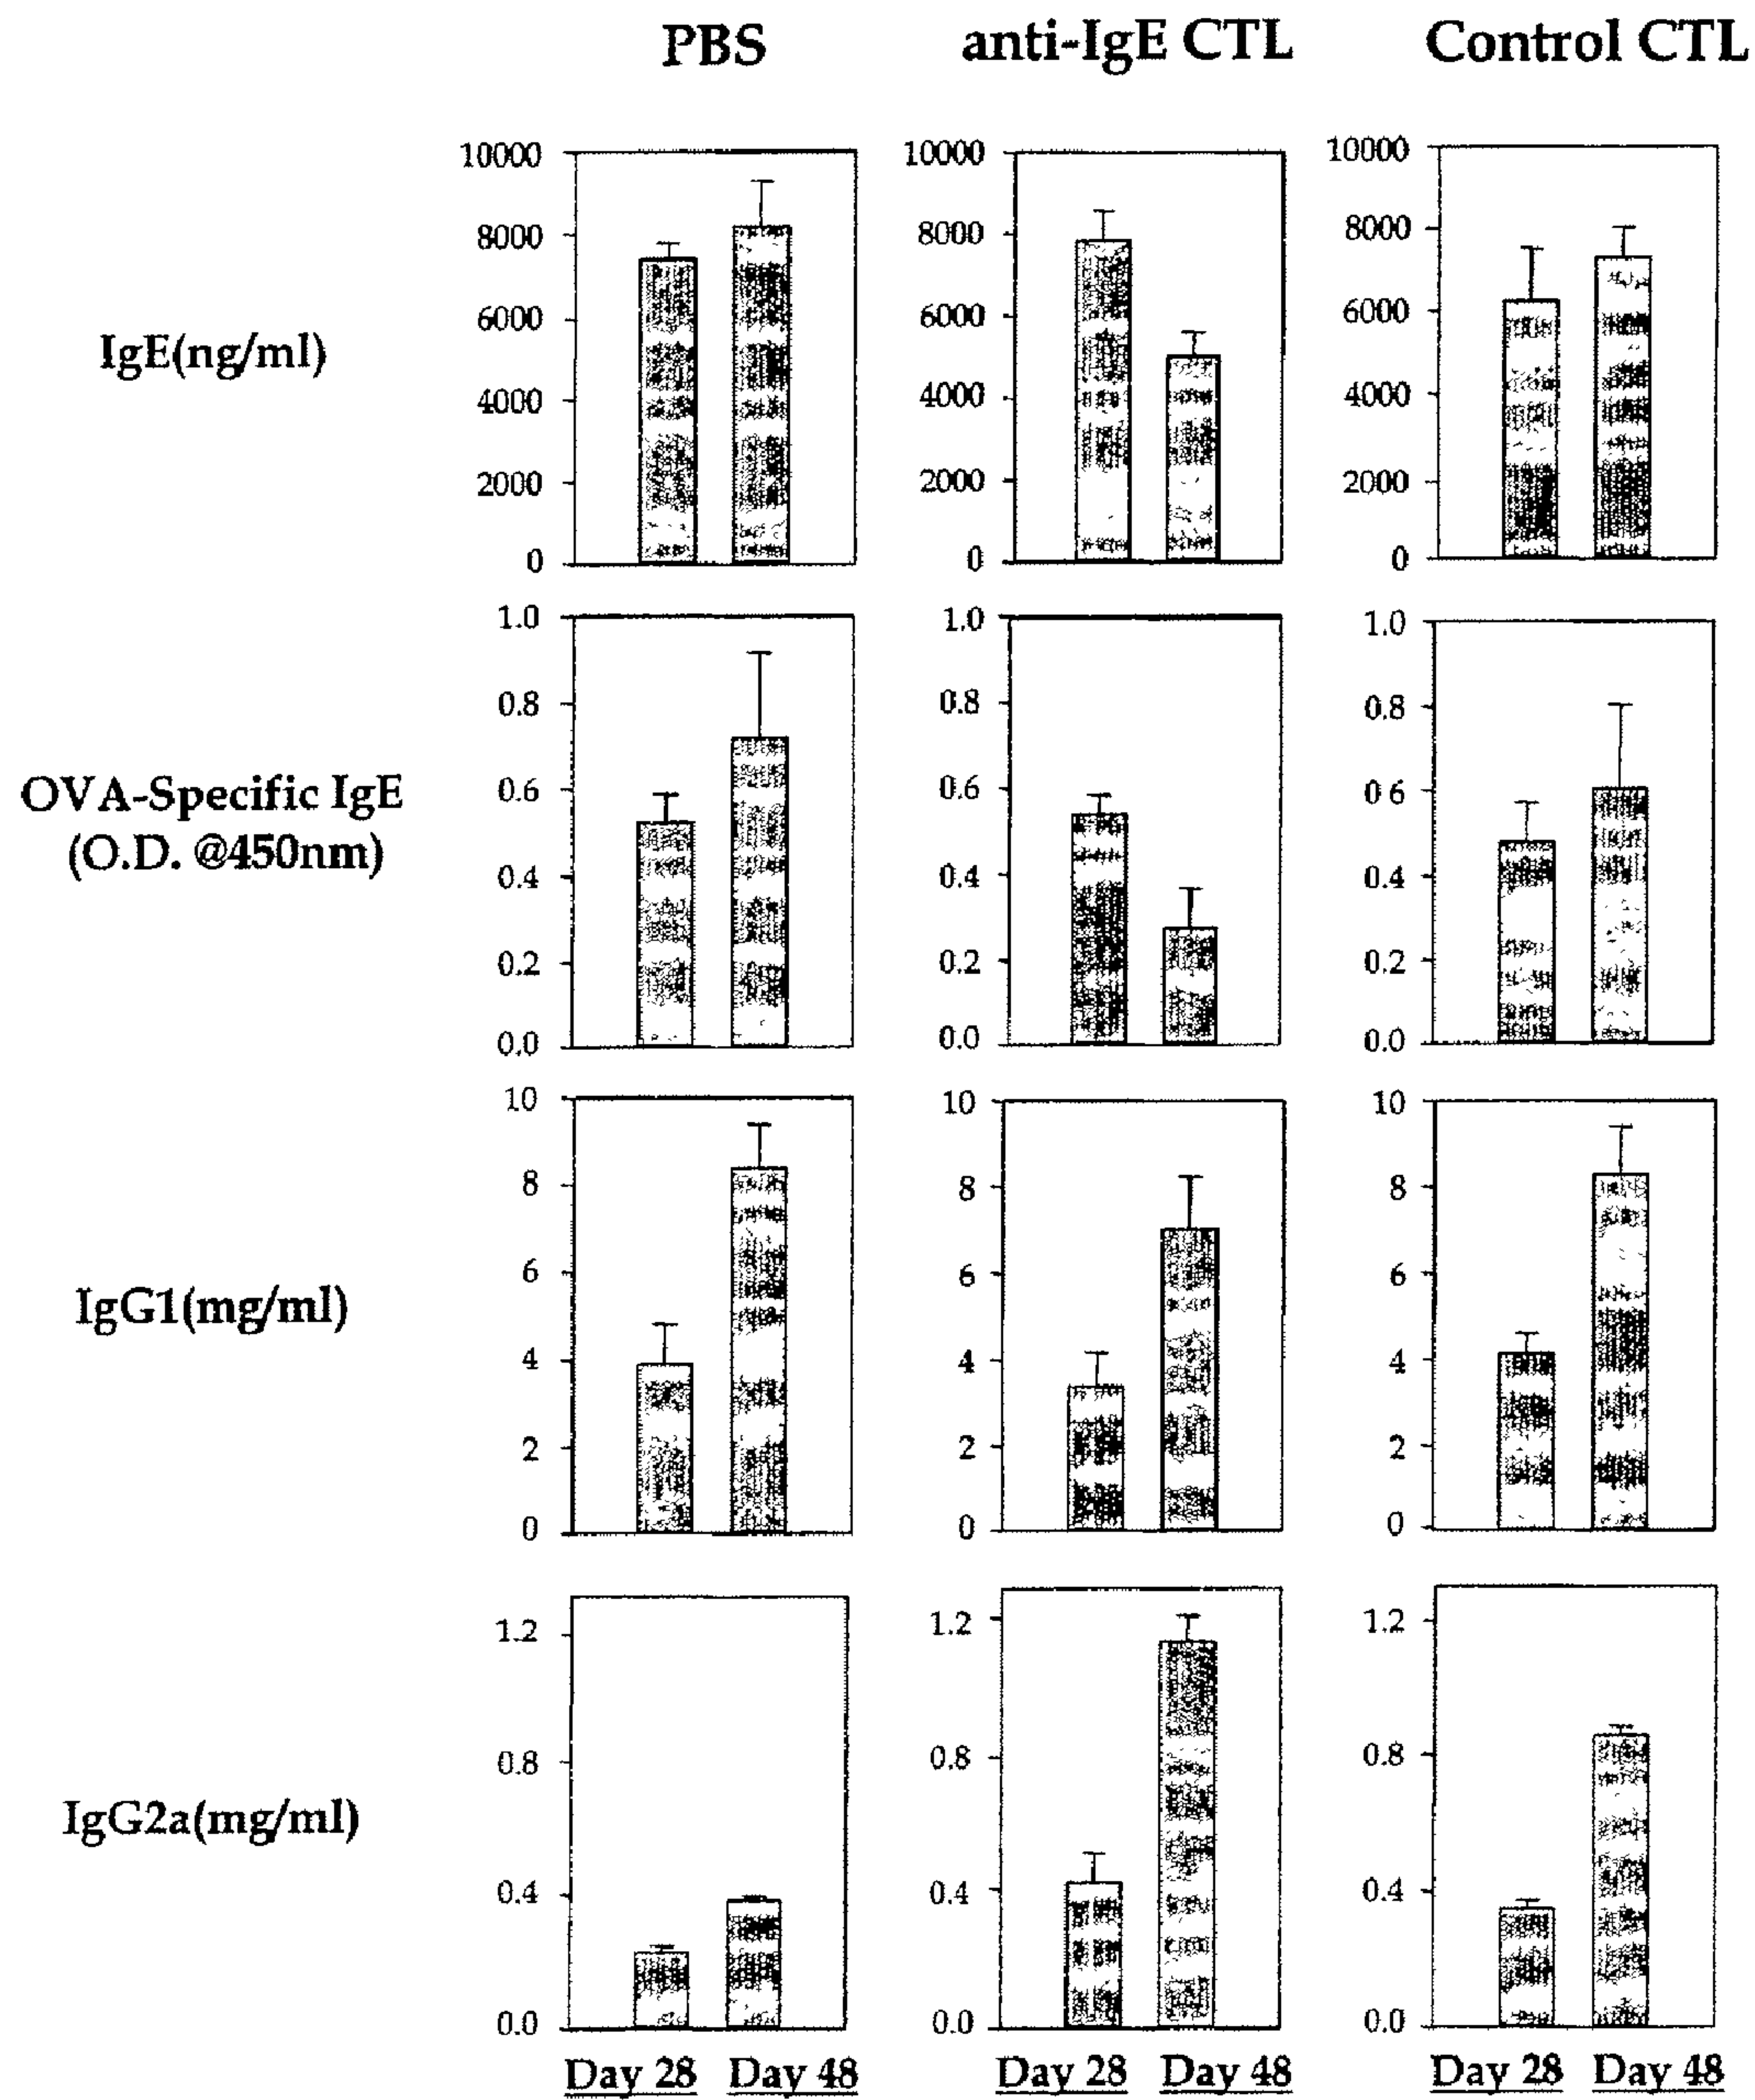 PBS anti-IgE CTL Control CTL
IgE(ng/ml)
10000 8000 6000 4000 2000 0
10000 8000 6000 4000 2000 0
10000 8000 6000 4000 2000 0
OVA-Specific IgE
(O.D. @450nm)
1.0 0.8 0.6 0.4 0.2 0.0
1.0 0.8 0.6 0.4 0.2 0.0
1.0 0.8 0 6 0.4 0.2 0.0
IgG1(mg/ml)
10 8 6 4 2 0
10 8 6 4 2 0
10 8 6 4 2 0
IgG2a(mg/ml)
1.2 0.8 0.4 0.0
1.2 0.8 0.4 0.0
1.2 0.8 0.4 0.0
Day 28 Day 48 Day 28 Day 48 Day 28 Day 48